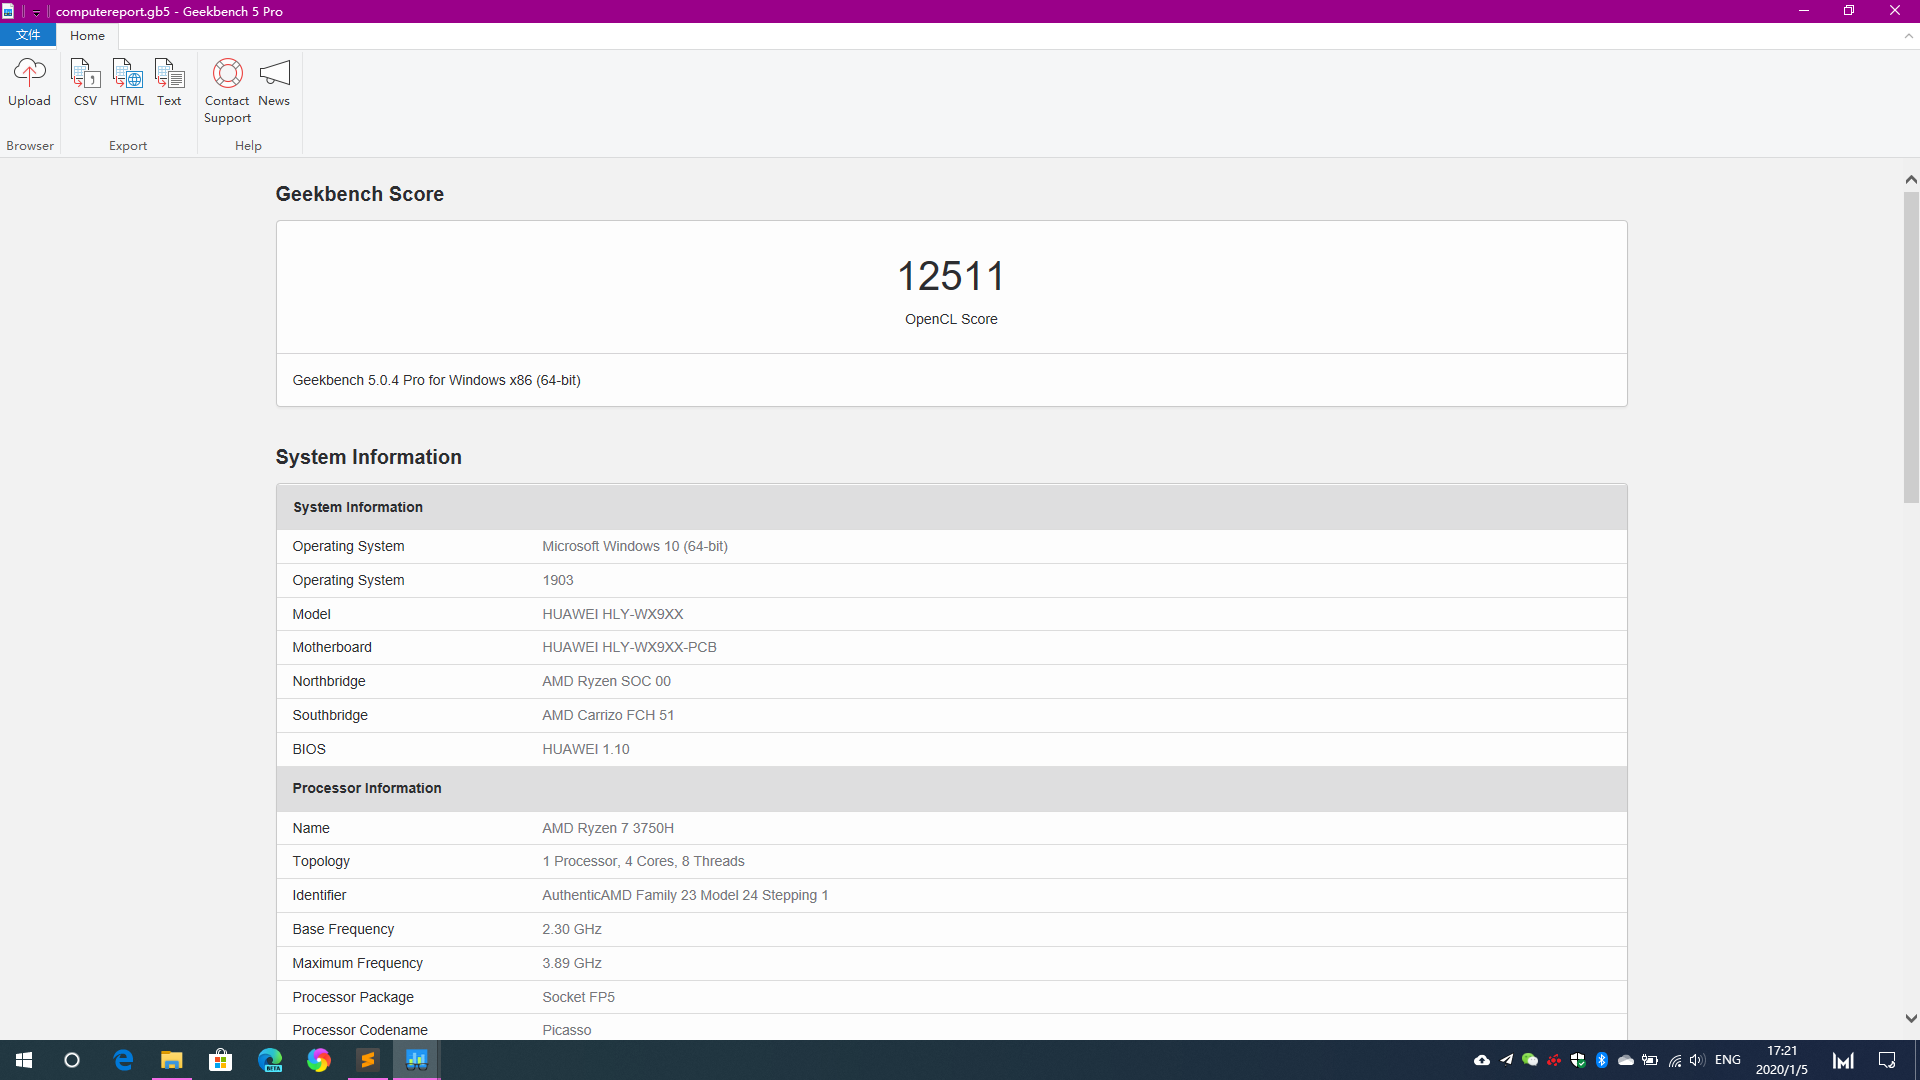 computereport.gb5 - Geekbench 5 Pro
文件 Home
Upload CSV HTML Text Contact Support News
Browser Export Help
Geekbench Score
12511
OpenCL Score
Geekbench 5.0.4 Pro for Windows x86 (64-bit)
System Information
System Information
Operating System Microsoft Windows 10 (64-bit)
Operating System 1903
Model HUAWEI HLY-WX9XX
Motherboard HUAWEI HLY-WX9XX-PCB
Northbridge AMD Ryzen SOC 00
Southbridge AMD Carrizo FCH 51
BIOS HUAWEI 1.10
Processor Information
Name AMD Ryzen 7 3750H
Topology 1 Processor, 4 Cores, 8 Threads
Identifier AuthenticAMD Family 23 Model 24 Stepping 1
Base Frequency 2.30 GHz
Maximum Frequency 3.89 GHz
Processor Package Socket FP5
Processor Codename Picasso
BETA
ENG
17:21
2020/1/5